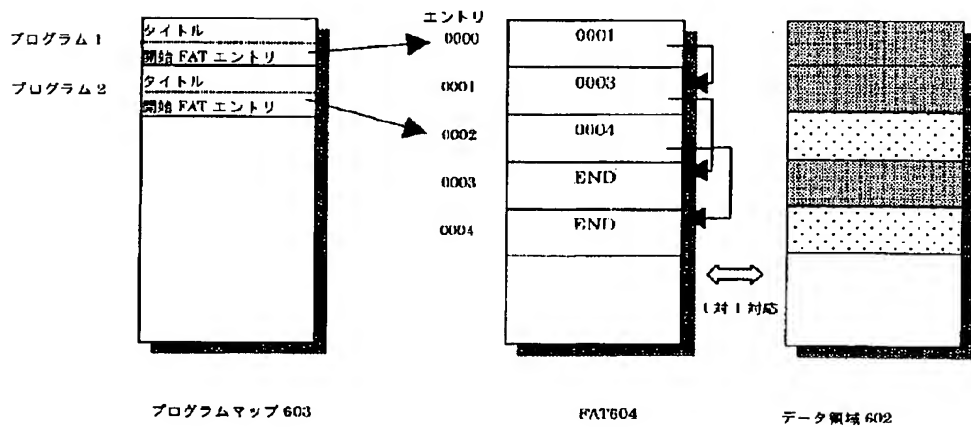 エントリ
プログラム 1
タイトル
開始 FAT エントリ
プログラム 2
タイトル
開始 FAT エントリ
0000
0001
0002
0003
0004
0001
0003
0004
END
END
1 対 1 対応
プログラムマップ 603
FAT604
データ領域 602